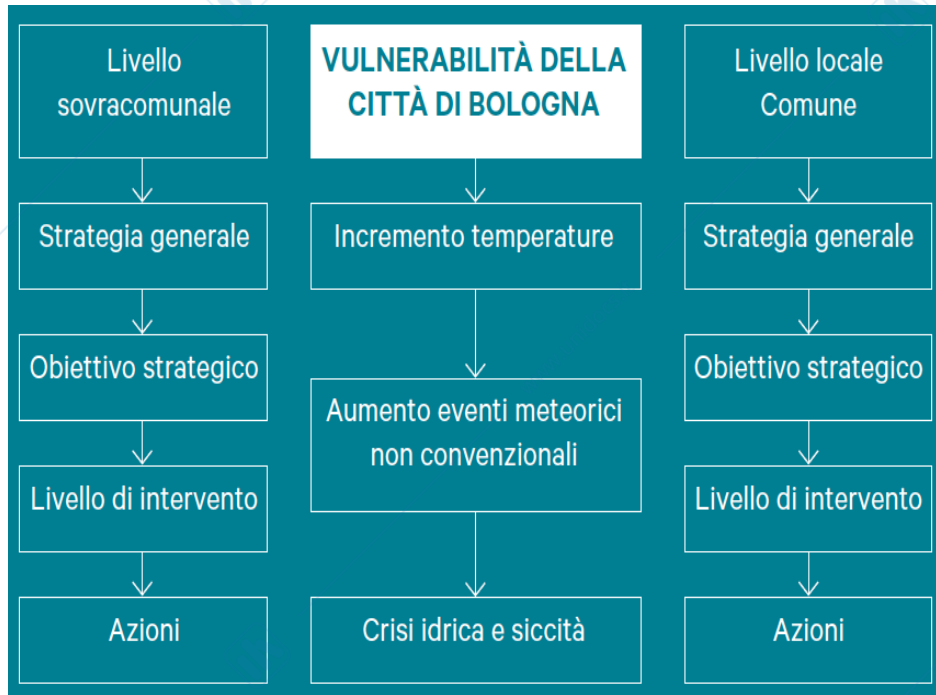 Livello
sovracomunale
Strategia generale
Obiettivo strategico
Livello di intervento
Azioni
VULNERABILITÀ DELLA
CITTÀ DI BOLOGNA
Incremento temperature
Aumento eventi meteorici
non convenzionali
Crisi idrica e siccità
Livello locale
Comune
Strategia generale
Obiettivo strategico
Livello di intervento
Azioni